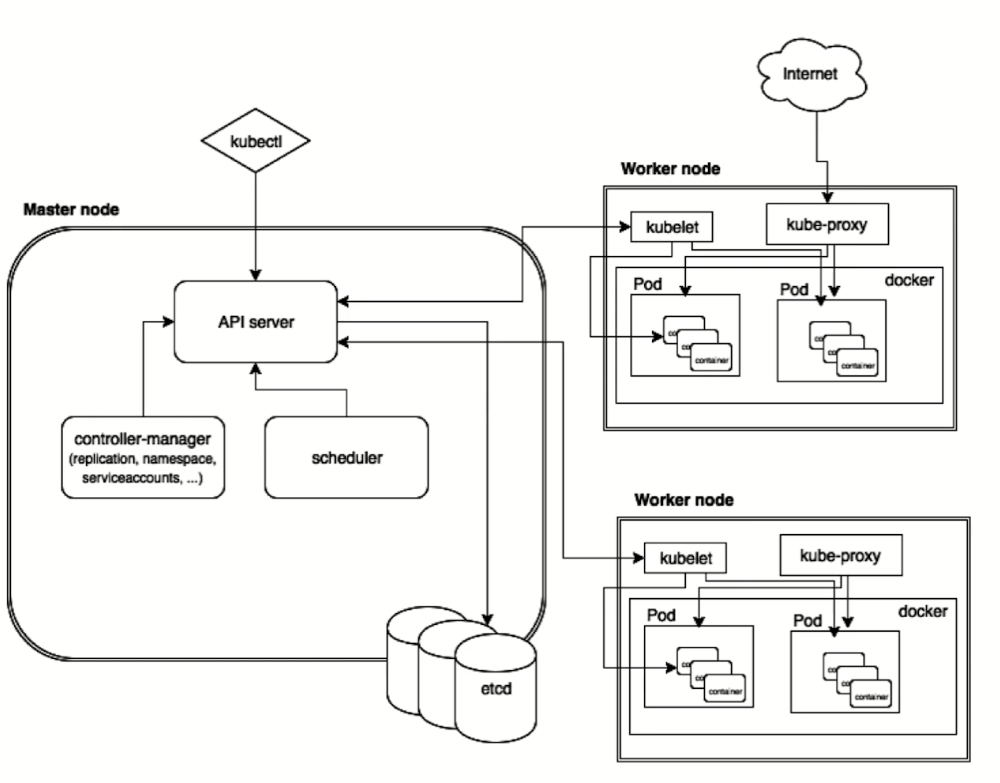 Internet
kubectl
Worker node
Master node
kubelet
kube-proxy
docker
Pod
Pod
API server
co
co
container
co
co
container
controller-manager
(replication, namespace,
serviceaccounts, ...)
scheduler
Worker node
kubelet
kube-proxy
docker
Pod
Pod
co
co
container
co
co
container
etcd